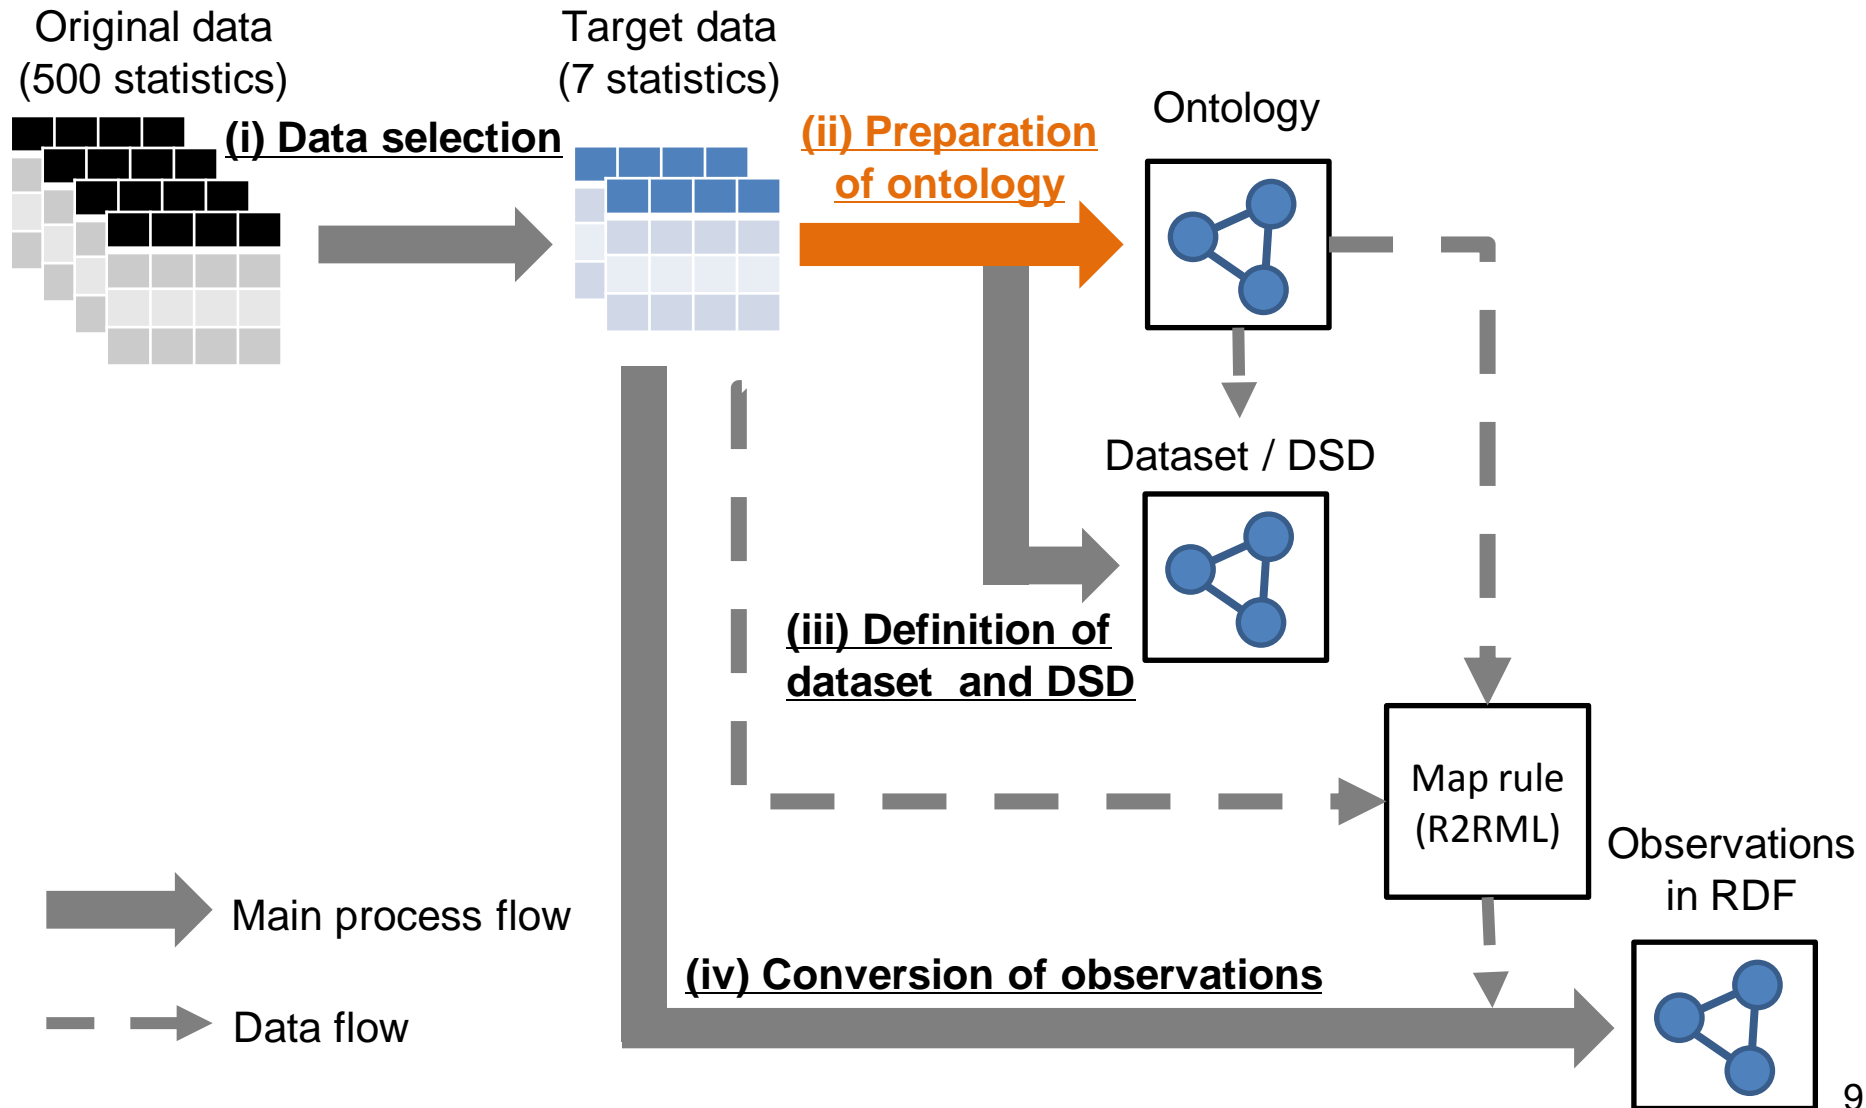 Original data
(500 statistics)
Target data
(7 statistics)
(i) Data selection
(ii) Preparation
of ontology
Ontology
Dataset / DSD
(iii) Definition of
dataset and DSD
Map rule
(R2RML)
Observations
in RDF
(iv) Conversion of observations
Main process flow
Data flow
9